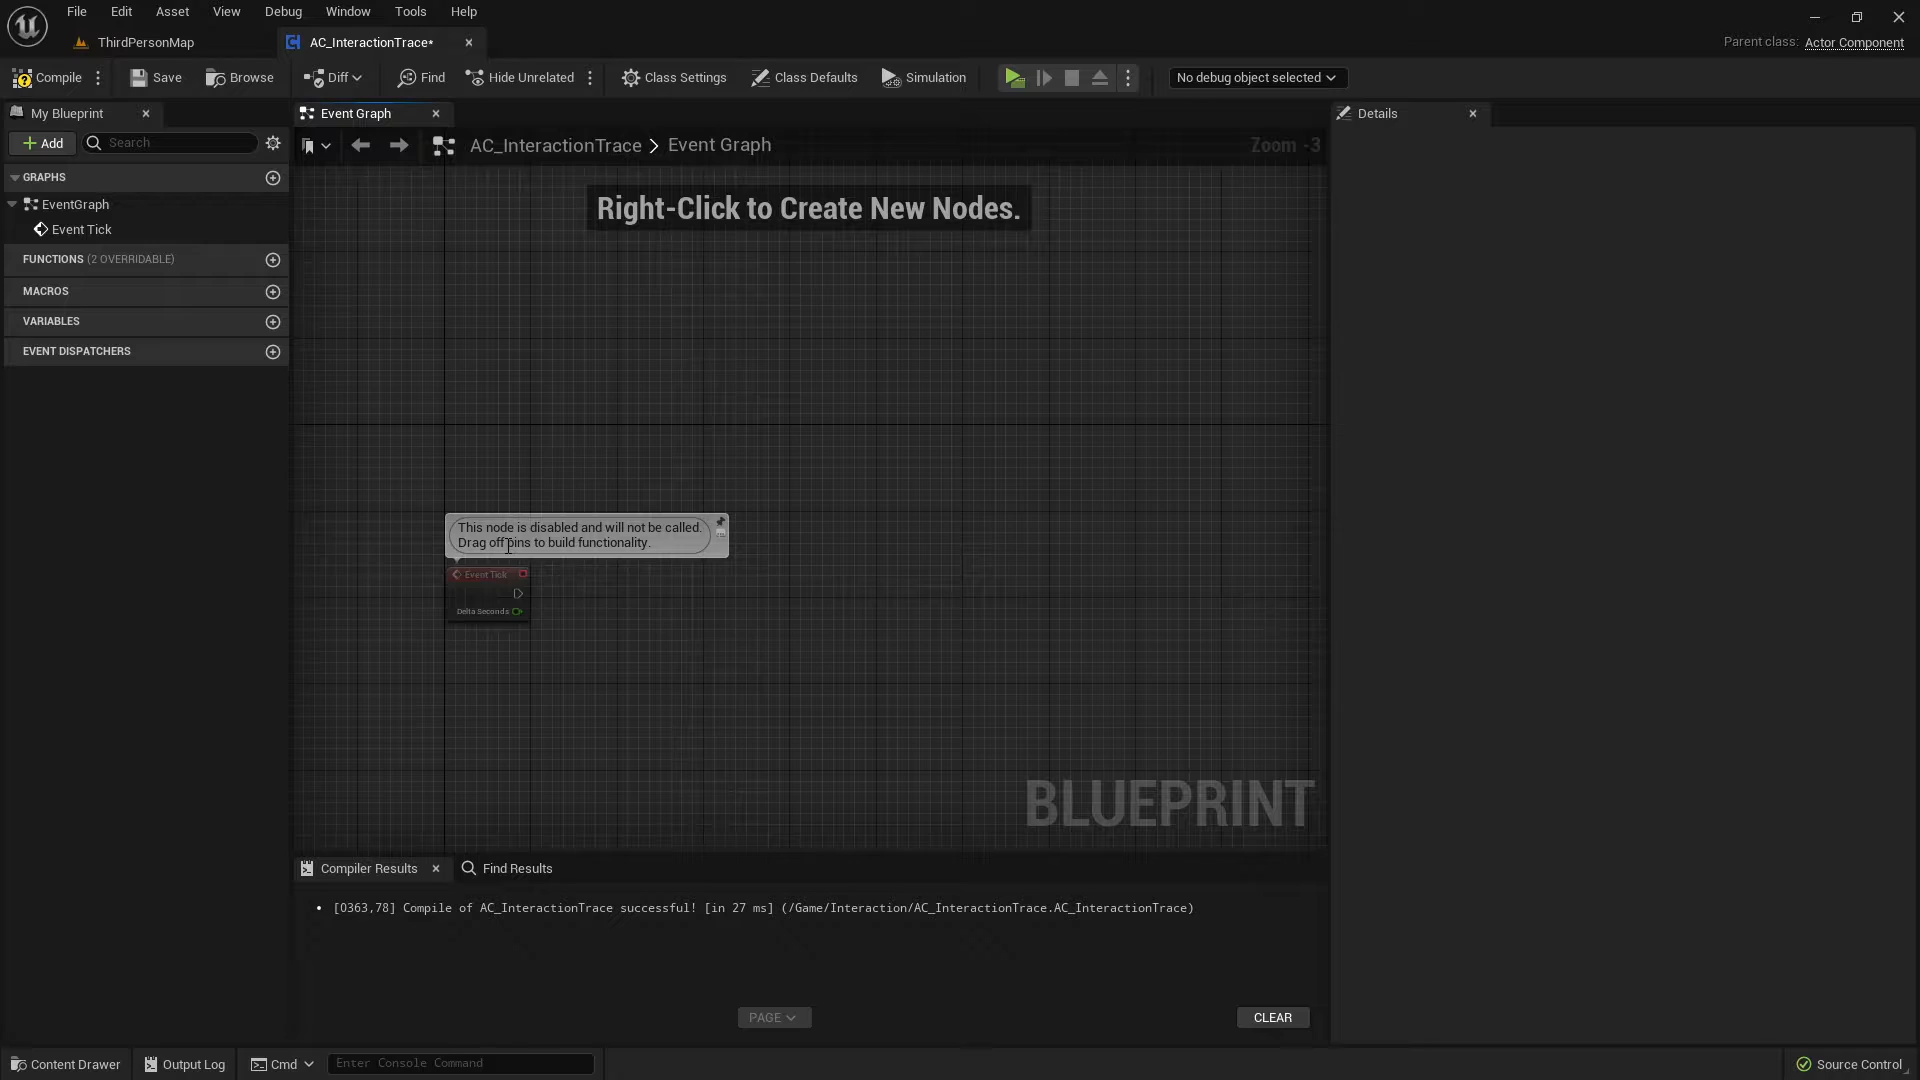 File Edit Asset View Debug Window Tools Help
ThirdPersonMap
AC_InteractionTrace*
Parent class: Actor Component
Compile
Save
Browse
Diff
Find
Hide Unrelated
Class Settings
Class Defaults
Simulation
No debug object selected
My Blueprint
Event Graph
Details
Add
Search
AC_InteractionTrace > Event Graph
Zoom -3
GRAPHS
EventGraph
Event Tick
FUNCTIONS (2 OVERRIDABLE)
MACROS
VARIABLES
EVENT DISPATCHERS
Right-Click to Create New Nodes.
This node is disabled and will not be called.
Drag off pins to build functionality.
Event Tick
Delta Seconds
BLUEPRINT
Compiler Results
Find Results
• [0363,78] Compile of AC_InteractionTrace successful! [in 27 ms] (/Game/Interaction/AC_InteractionTrace.AC_InteractionTrace)
PAGE
CLEAR
Content Drawer
Output Log
Cmd
Enter Console Command
Source Control